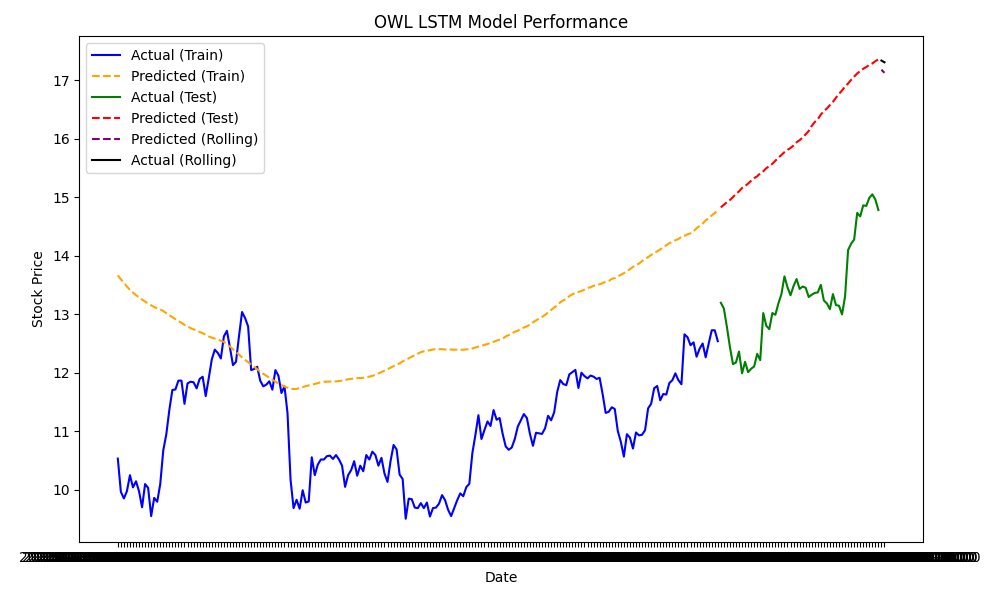 OWL LSTM Model Performance
Actual (Train)
Predicted (Train)
Actual (Test)
Predicted (Test)
Predicted (Rolling)
Actual (Rolling)
17
16
15
14
13
12
11
10
Stock Price
Date